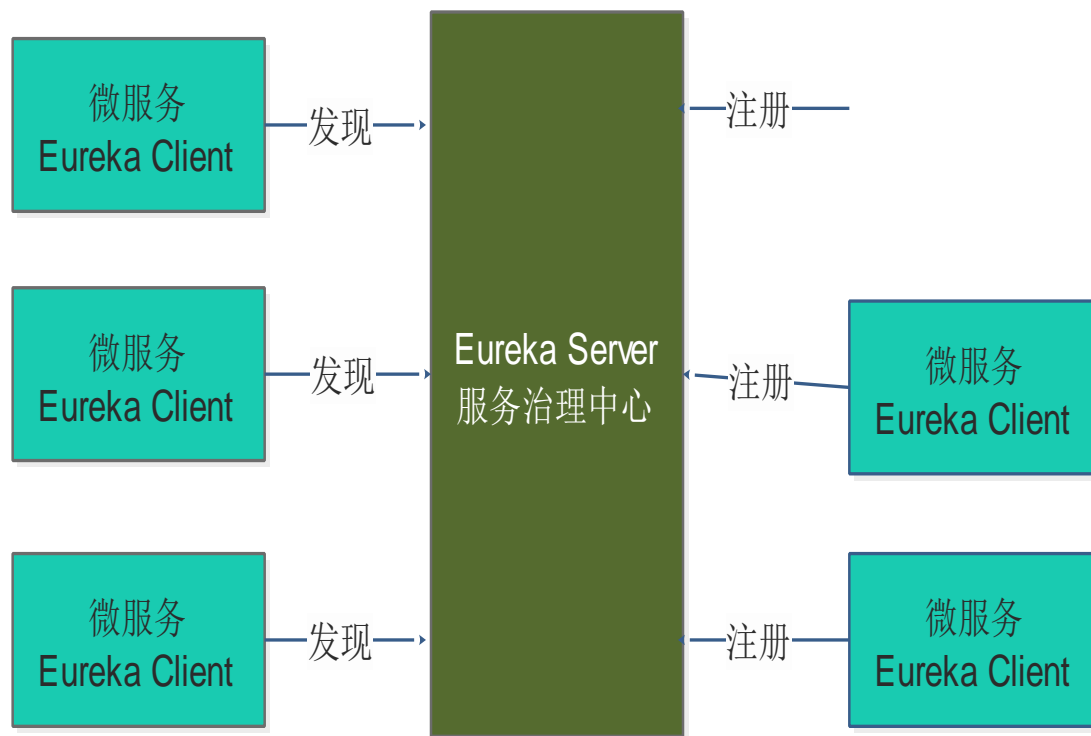 微服务
Eureka Client
发现
注册
微服务
Eureka Client
发现
Eureka Server
服务治理中心
注册
微服务
Eureka Client
微服务
Eureka Client
发现
注册
微服务
Eureka Client